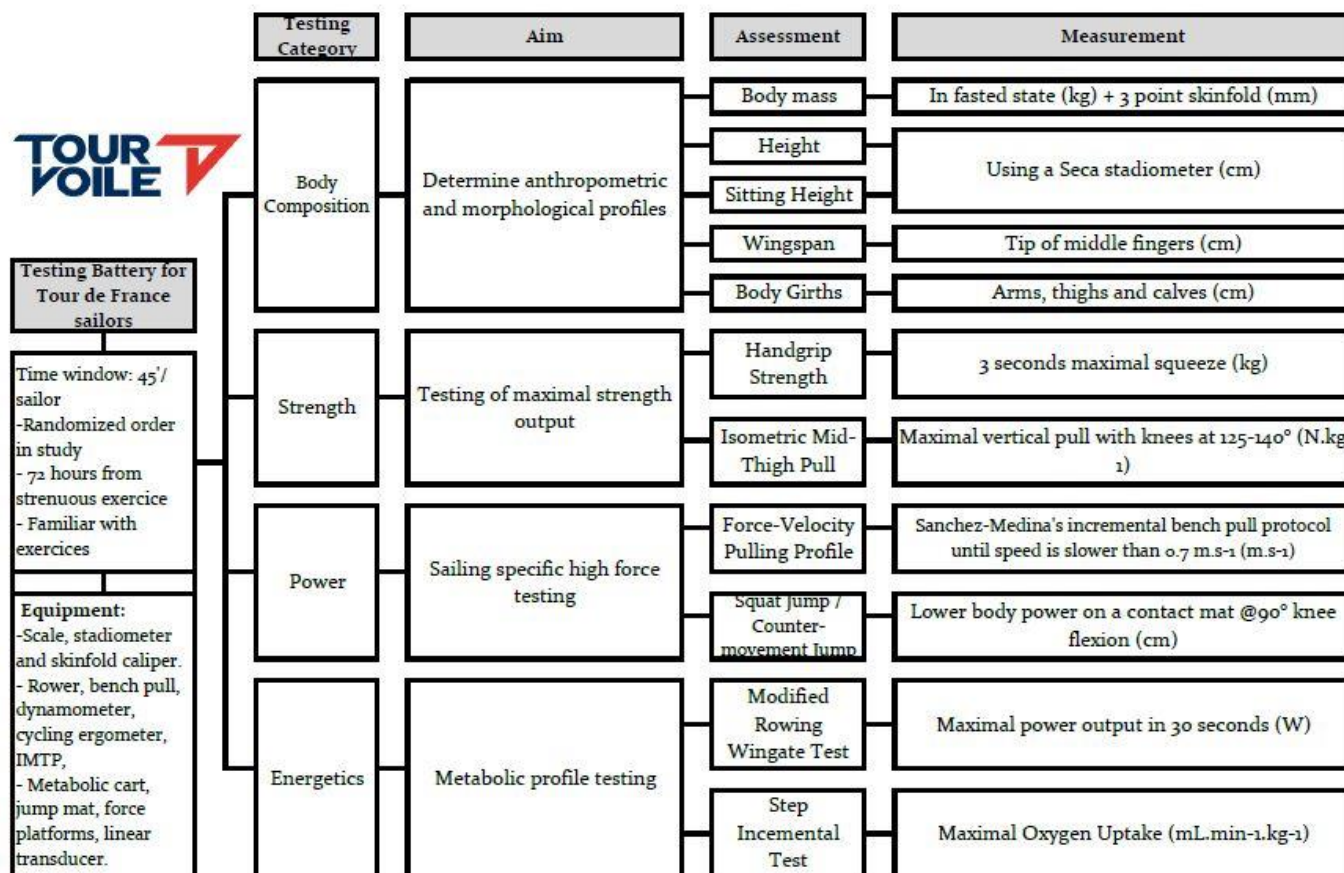 Testing
Category
Aim
Assessment
Measurement
TOUR
VOILE
Testing Battery for
Tour de France
sailors
Time window: 45'/
sailor
-Randomized order
in study
- 72 hours from
strenuous exercice
- Familiar with
exercices
Equipment:
-Scale, stadiometer
and skinfold caliper.
- Rower, bench pull,
dynamometer,
cycling ergometer,
IMTP,
- Metabolic cart,
jump mat, force
platforms, linear
transducer.
Body
Composition
Determine anthropometric
and morphological profiles
Body mass
In fasted state (kg) + 3 point skinfold (mm)
Height
Sitting Height
Using a Seca stadiometer (cm)
Wingspan
Tip of middle fingers (cm)
Body Girths
Arms, thighs and calves (cm)
Strength
Testing of maximal strength
output
Handgrip
Strength
3 seconds maximal squeeze (kg)
Isometric Mid-
Thigh Pull
Maximal vertical pull with knees at 125-140° (N.kg
1)
Power
Sailing specific high force
testing
Force-Velocity
Pulling Profile
Sanchez-Medina's incremental bench pull protocol
until speed is slower than 0.7 m.s-1 (m.s-1)
Squat Jump /
Counter-
movement Jump
Lower body power on a contact mat @90° knee
flexion (cm)
Energetics
Metabolic profile testing
Modified
Rowing
Wingate Test
Maximal power output in 30 seconds (W)
Step
Incemental
Test
Maximal Oxygen Uptake (mL.min-1.kg-1)